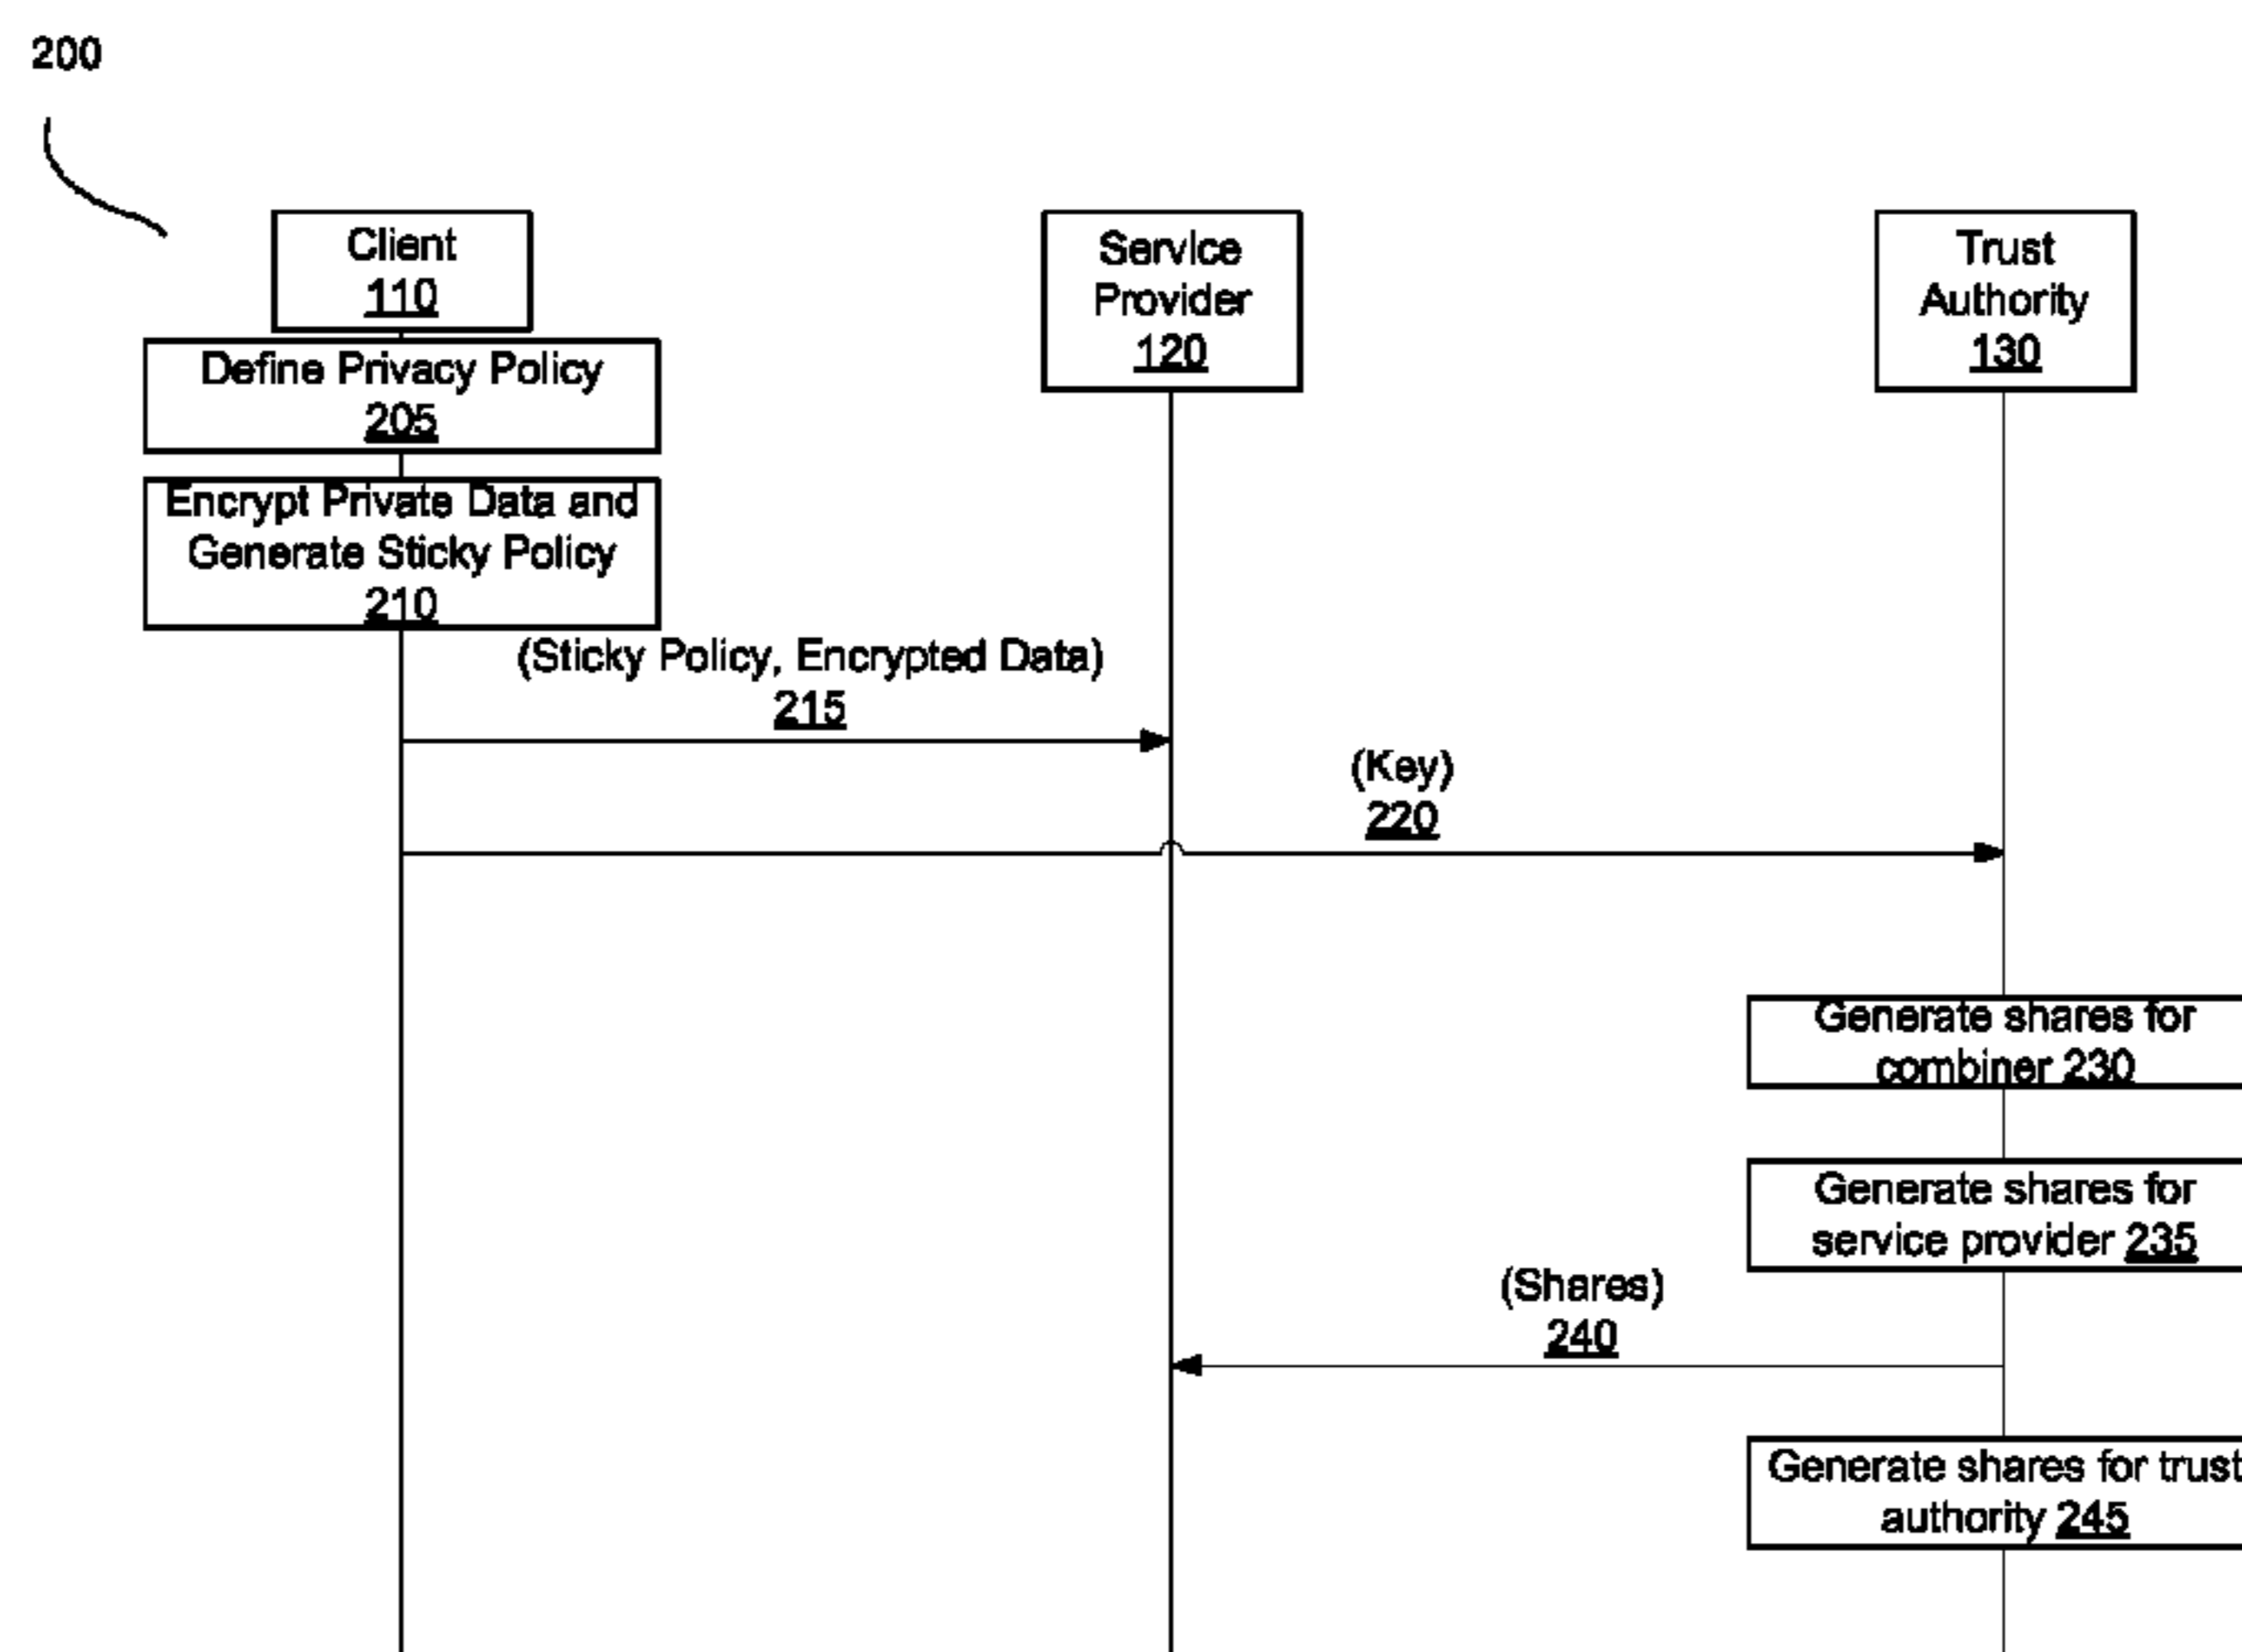 200
Client
110
Service
Provider
120
Trust
Authority
130
Define Privacy Policy
205
Encrypt Private Data and
Generate Sticky Policy
210
(Sticky Policy, Encrypted Data)
215
(Key)
220
Generate shares for
combiner 230
Generate shares for
service provider 235
(Shares)
240
Generate shares for trust
authority 245